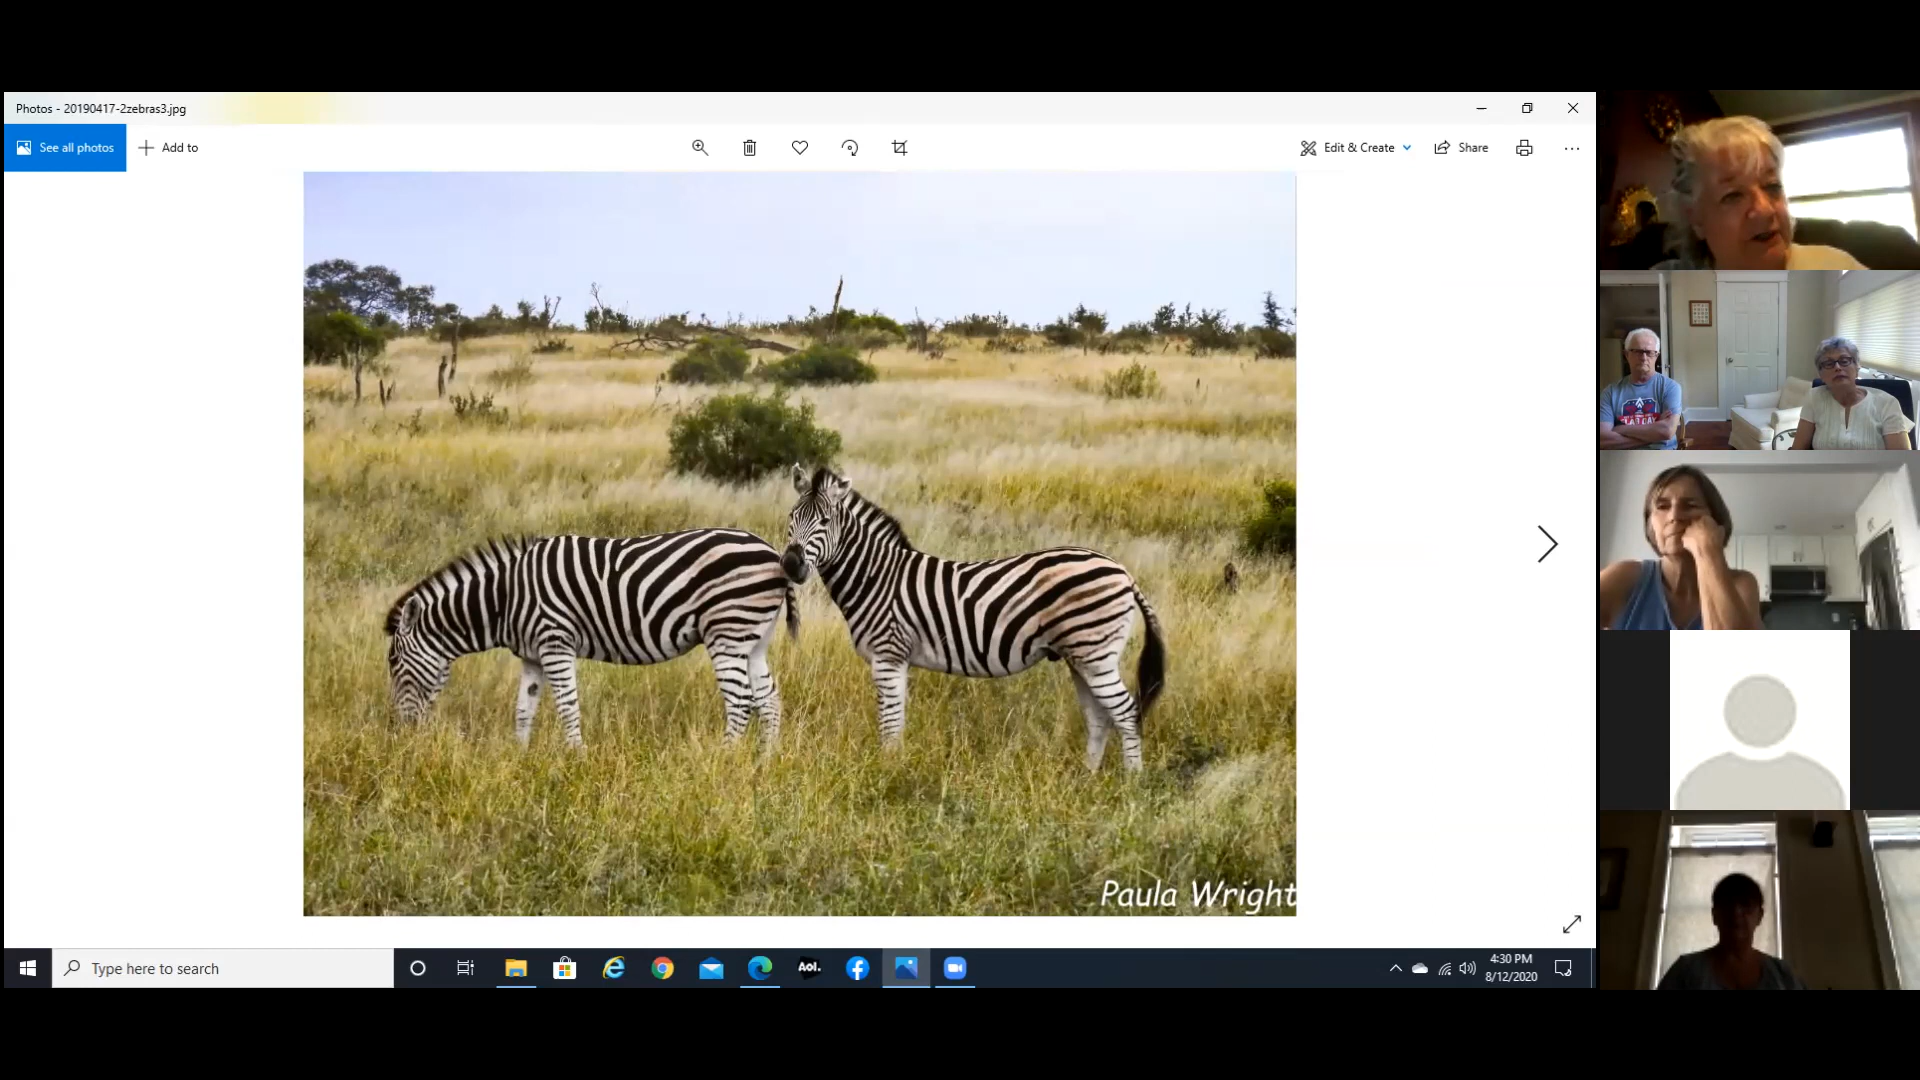 Photos - 20190417-2zebras3.jpg
See all photos
Add to
Edit & Create
Share
Paula Wright
Type here to search
Aol.
4:30 PM
8/12/2020